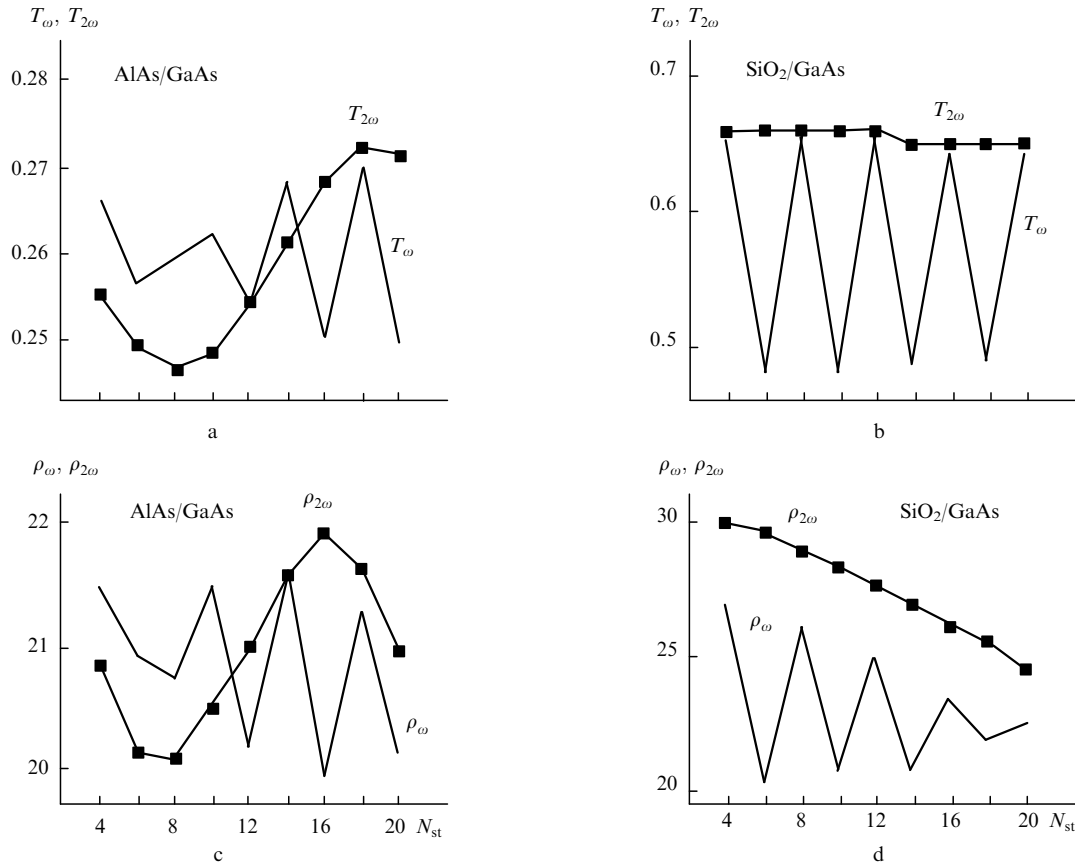 T_ω, T_2ω
T_ω, T_2ω
0.28
AlAs/GaAs
T_2ω
0.27
0.26
T_ω
0.25
a
0.7
SiO₂/GaAs
T_2ω
0.6
T_ω
0.5
b
ρ_ω, ρ_2ω
22
AlAs/GaAs
ρ_2ω
21
ρ_ω
20
4 8 12 16 20 N_st
c
ρ_ω, ρ_2ω
30
ρ_2ω
SiO₂/GaAs
ρ_ω
25
20
4 8 12 16 20 N_st
d